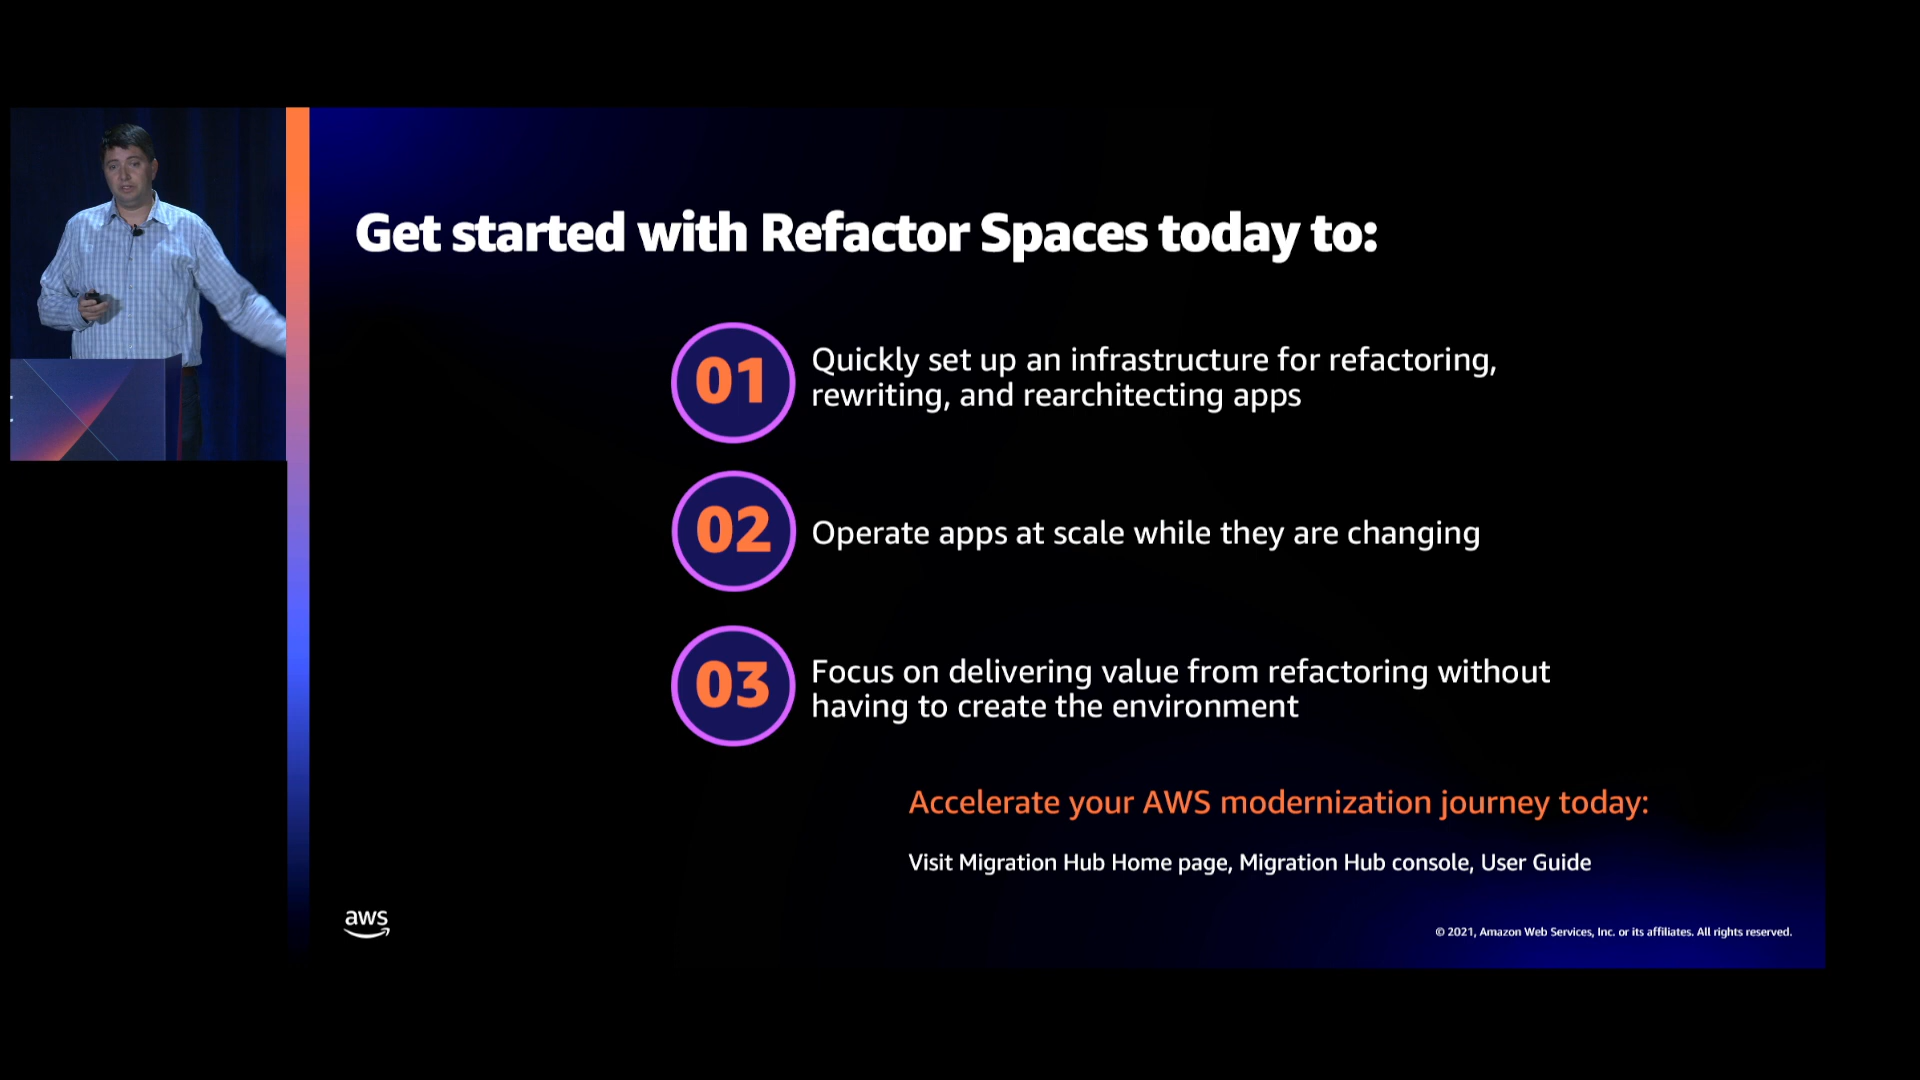 Get started with Refactor Spaces today to:
01
Quickly set up an infrastructure for refactoring,
rewriting, and rearchitecting apps
02
Operate apps at scale while they are changing
03
Focus on delivering value from refactoring without
having to create the environment
Accelerate your AWS modernization journey today:
Visit Migration Hub Home page, Migration Hub console, User Guide
aws
© 2021, Amazon Web Services, Inc. or its affiliates. All rights reserved.